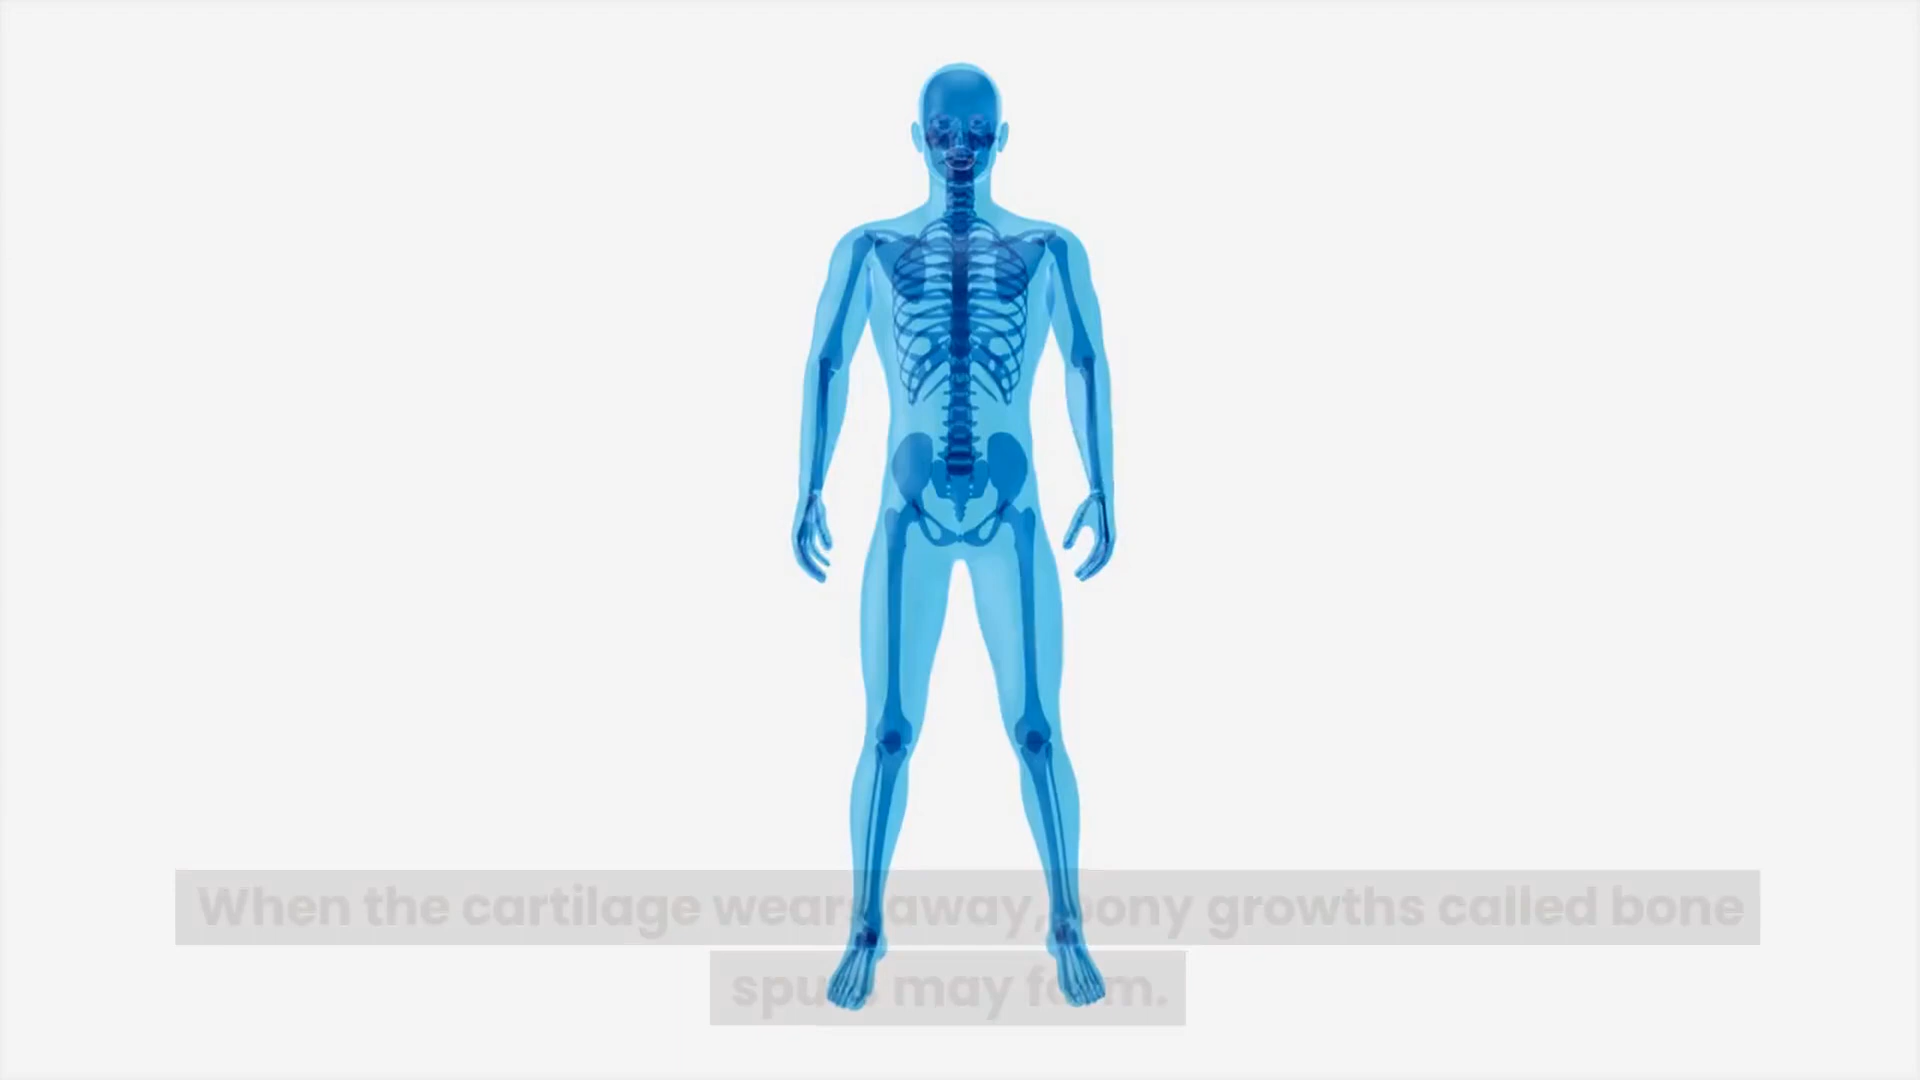 When the cartilage wears away, bony growths called bone
spurs may form.